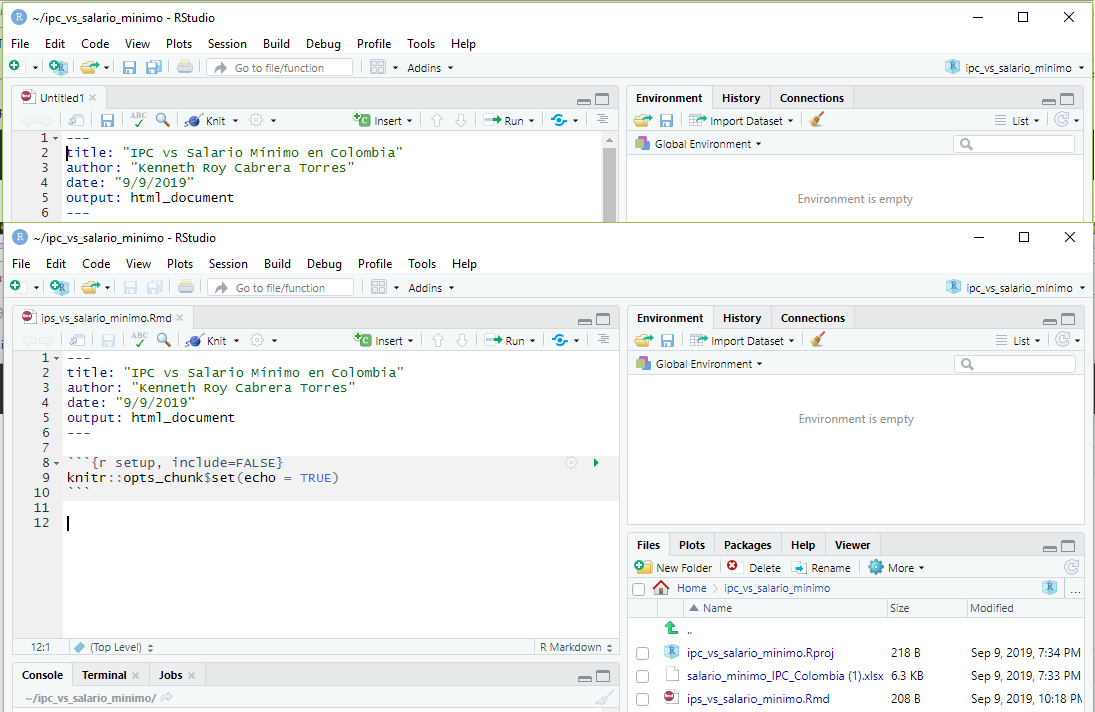 ~/ipc_vs_salario_minimo - RStudio
File Edit Code View Plots Session Build Debug Profile Tools Help
Go to file/function Addins ipc_vs_salario_minimo
Untitled1
Environment History Connections
ABC Knit Insert Run
Import Dataset List
Global Environment
1 ---
2 title: "IPC vs Salario Mínimo en Colombia"
3 author: "Kenneth Roy Cabrera Torres"
4 date: "9/9/2019"
5 output: html_document
6 ---
Environment is empty
~/ipc_vs_salario_minimo - RStudio
File Edit Code View Plots Session Build Debug Profile Tools Help
Go to file/function Addins ipc_vs_salario_minimo
ips_vs_salario_minimo.Rmd
Environment History Connections
ABC Knit Insert Run
Import Dataset List
Global Environment
1 ---
2 title: "IPC vs Salario Mínimo en Colombia"
3 author: "Kenneth Roy Cabrera Torres"
4 date: "9/9/2019"
5 output: html_document
6 ---
7
8 ```{r setup, include=FALSE}
9 knitr::opts_chunk$set(echo = TRUE)
10 ```
11
12
Environment is empty
12:1 (Top Level) R Markdown
Console Terminal Jobs
~/ipc_vs_salario_minimo/
Files Plots Packages Help Viewer
New Folder Delete Rename More
Home ipc_vs_salario_minimo ...
Name Size Modified
..
ipc_vs_salario_minimo.Rproj 218 B Sep 9, 2019, 7:34 PM
salario_minimo_IPC_Colombia (1).xlsx 6.3 KB Sep 9, 2019, 7:33 PM
ips_vs_salario_minimo.Rmd 208 B Sep 9, 2019, 10:18 PM